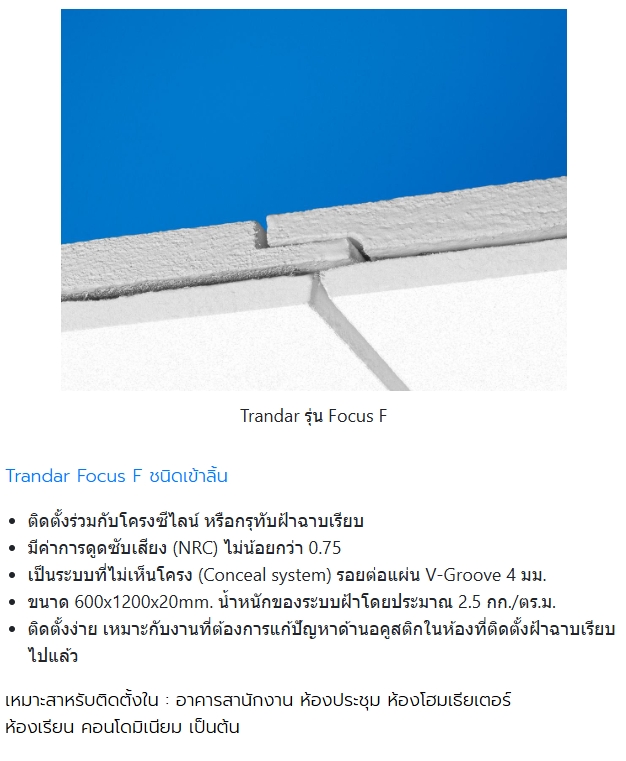 Trandar รุ่น Focus F
Trandar Focus F ชนิดเข้าลิ้น
• ติดตั้งร่วมกับโครงซีไลน์ หรือกรุทับฝ้าฉาบเรียบ
• มีค่าการดูดซับเสียง (NRC) ไม่น้อยกว่า 0.75
• เป็นระบบที่ไม่เห็นโครง (Conceal system) รอยต่อแผ่น V-Groove 4 มม.
• ขนาด 600x1200x20mm. น้ำหนักของระบบฝ้าโดยประมาณ 2.5 กก./ตร.ม.
• ติดตั้งง่าย เหมาะกับงานที่ต้องการแก้ปัญหาด้านอคูสติกในห้องที่ติดตั้งฝ้าฉาบเรียบ
ไปแล้ว
เหมาะสาหรับติดตั้งใน : อาคารสานักงาน ห้องประชุม ห้องโฮมเธียเตอร์
ห้องเรียน คอนโดมิเนียม เป็นต้น